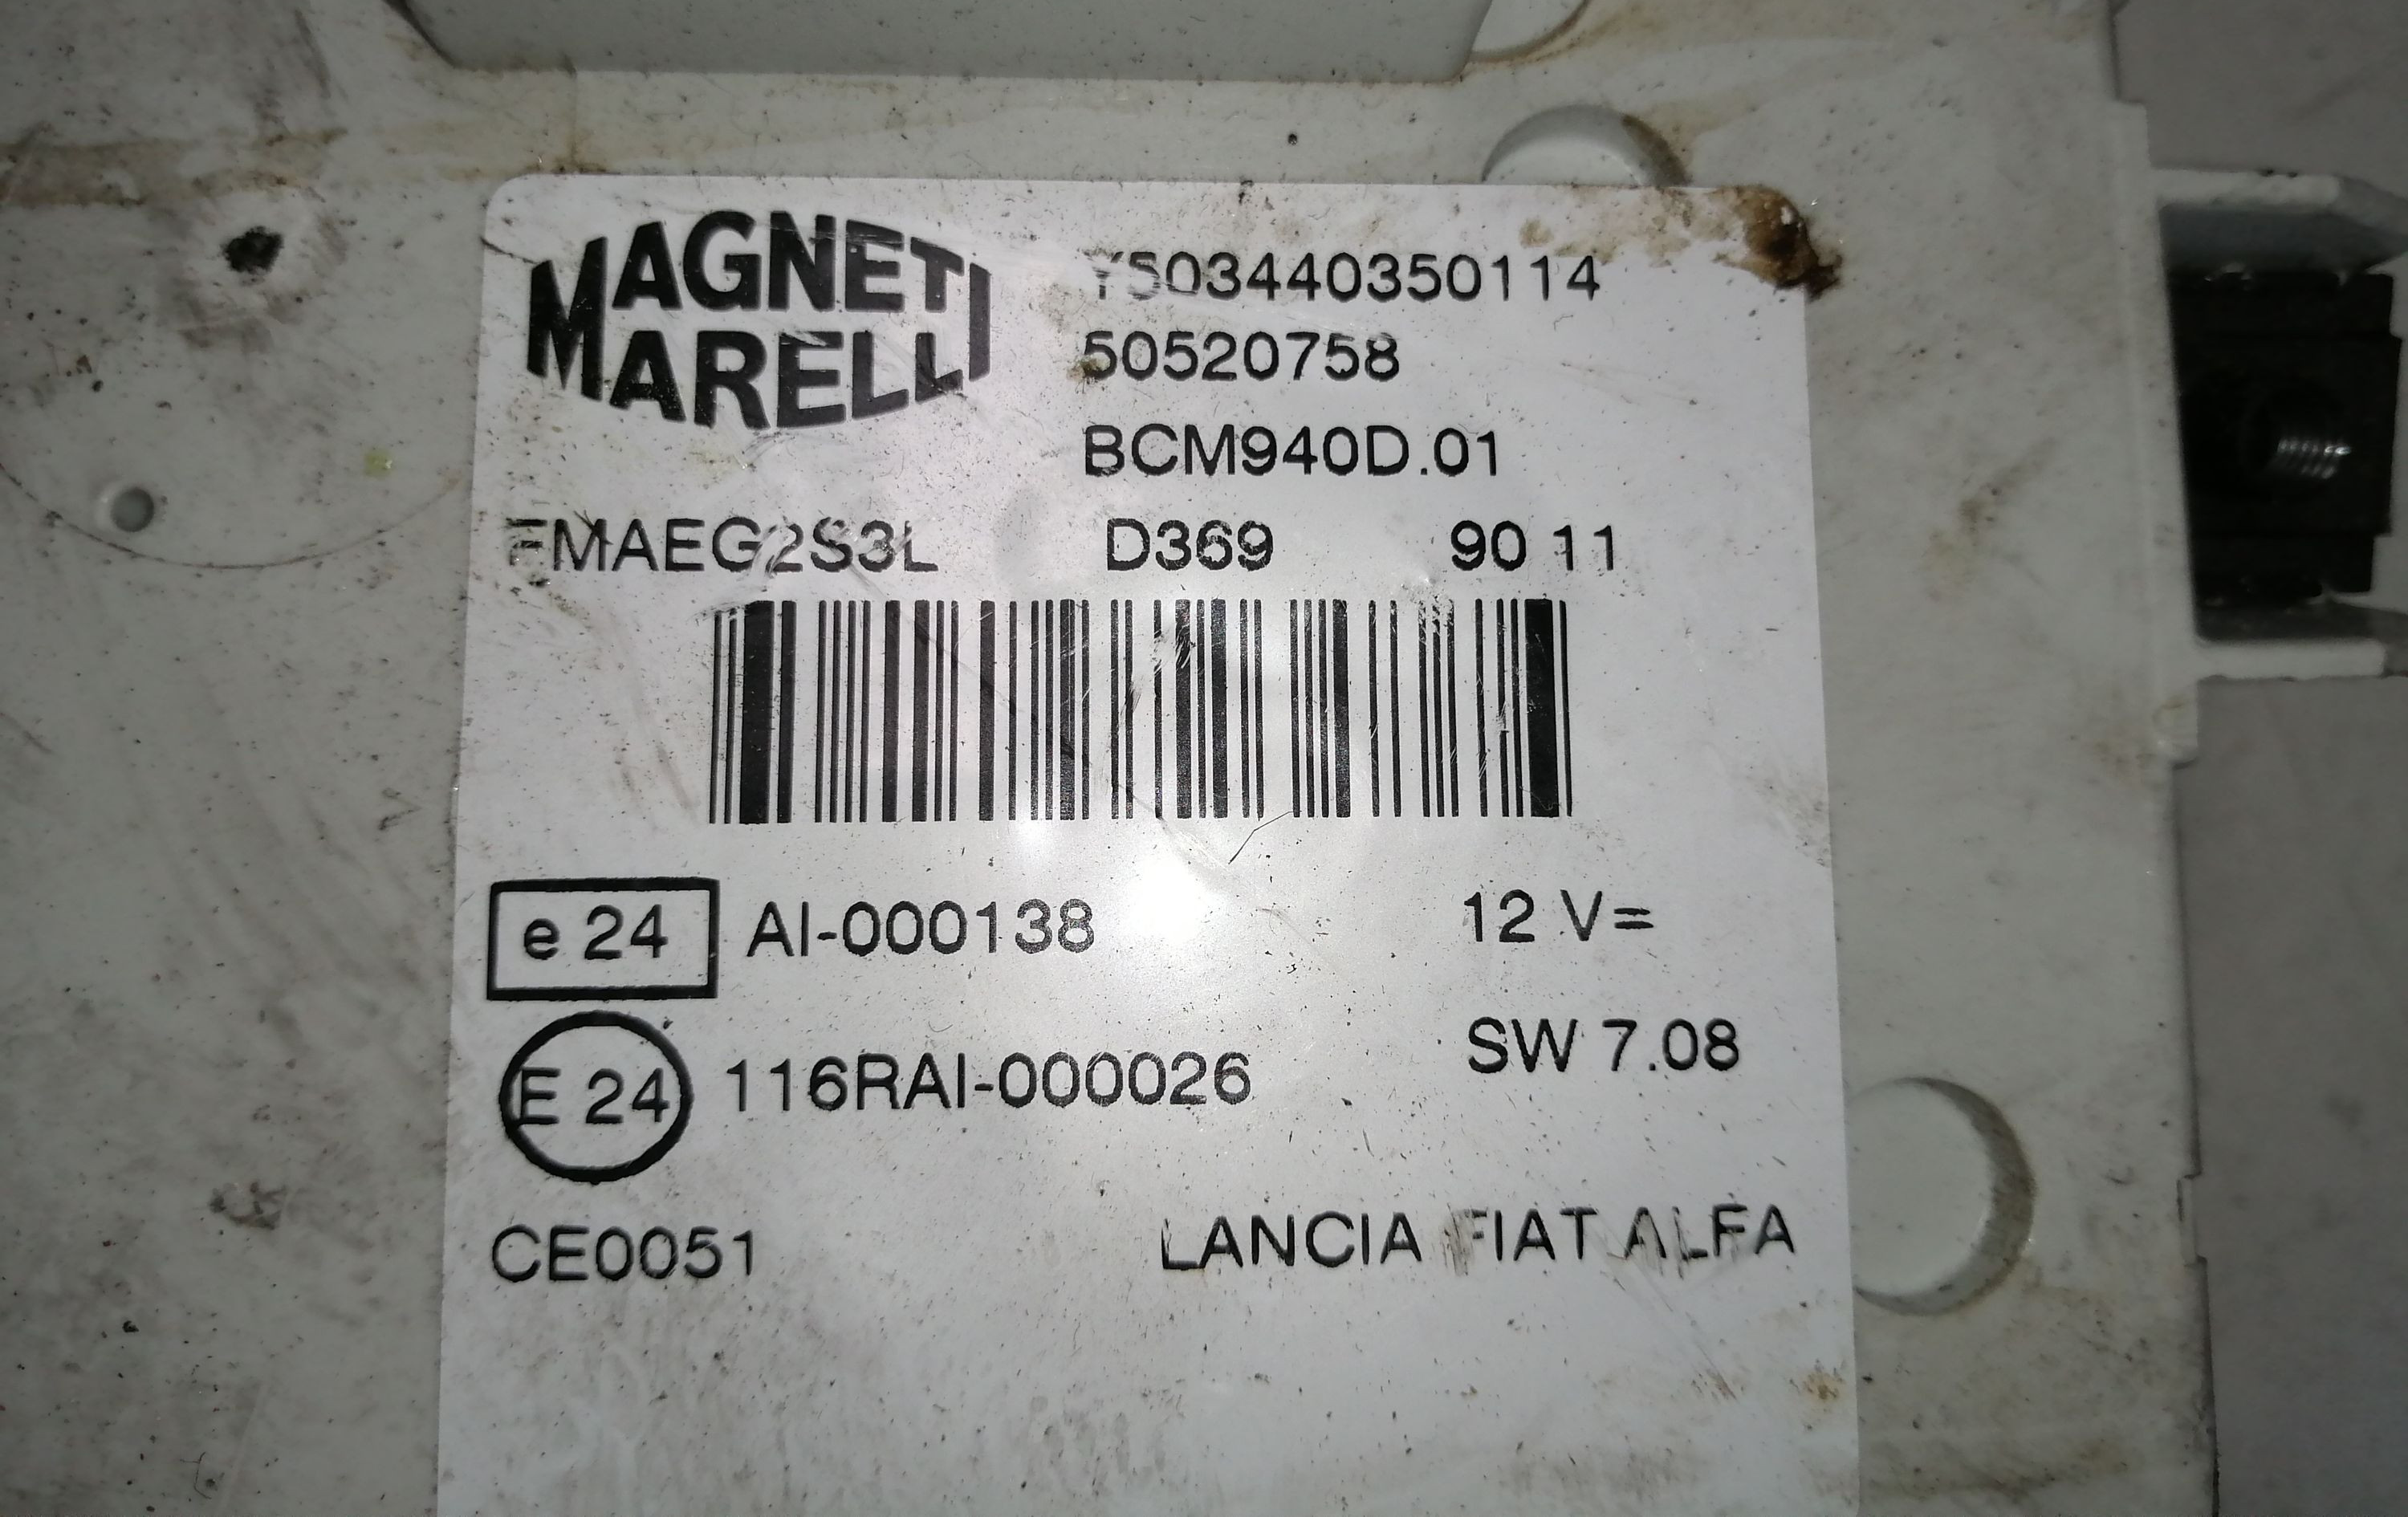 MAGNETI
MARELLI
Y503440350114
50520758
BCM940D.01
FMAEG2S3L D369 90 11
e 24 AI-000138 12 V=
E 24 116RAI-000026 SW 7.08
CE0051 LANCIA FIAT ALFA